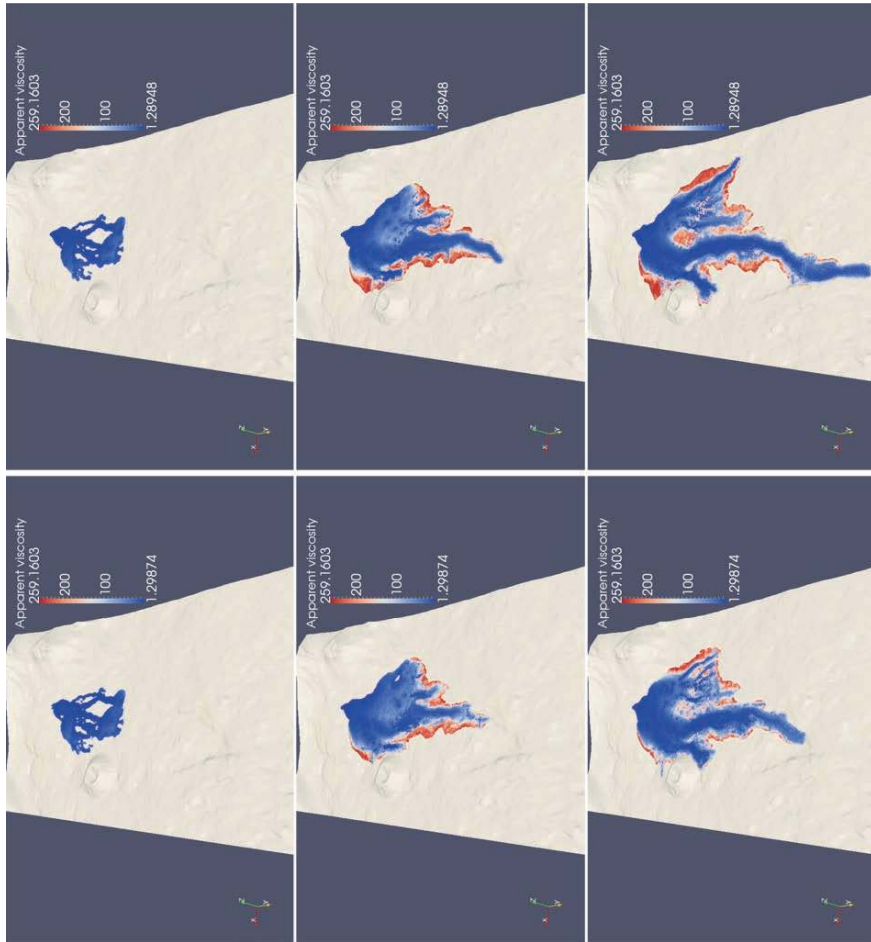 Apparent viscosity
259.1603
200
100
1.28948
Z
X
Y
Apparent viscosity
259.1603
200
100
1.28948
Z
X
Y
Apparent viscosity
259.1603
200
100
1.28948
Z
X
Y
Apparent viscosity
259.1603
200
100
1.29874
Z
X
Y
Apparent viscosity
259.1603
200
100
1.29874
Z
X
Y
Apparent viscosity
259.1603
200
100
1.29874
Z
X
Y